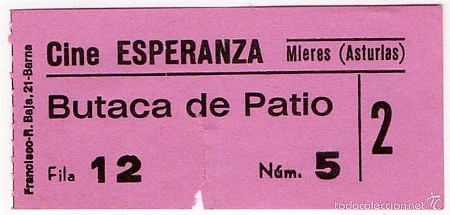 Francisco-R. Baja, 21-Barna
Cine ESPERANZA
Mieres (Asturias)
Butaca de Patio
2
Fila 12
Núm. 5
todocoleccion.net